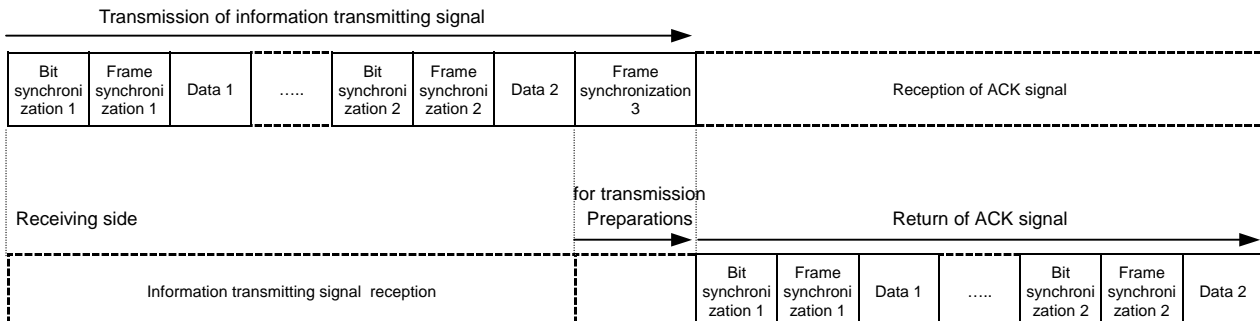 Transmission of information transmitting signal
Bit
synchroni
zation 1
Frame
synchroni
zation 1
Data 1
…..
Bit
synchroni
zation 2
Frame
synchroni
zation 2
Data 2
Frame
synchronization
3
Reception of ACK signal
for transmission
Preparations
Receiving side
Return of ACK signal
Information transmitting signal reception
Bit
synchroni
zation 1
Frame
synchroni
zation 1
Data 1
…..
Bit
synchroni
zation 2
Frame
synchroni
zation 2
Data 2